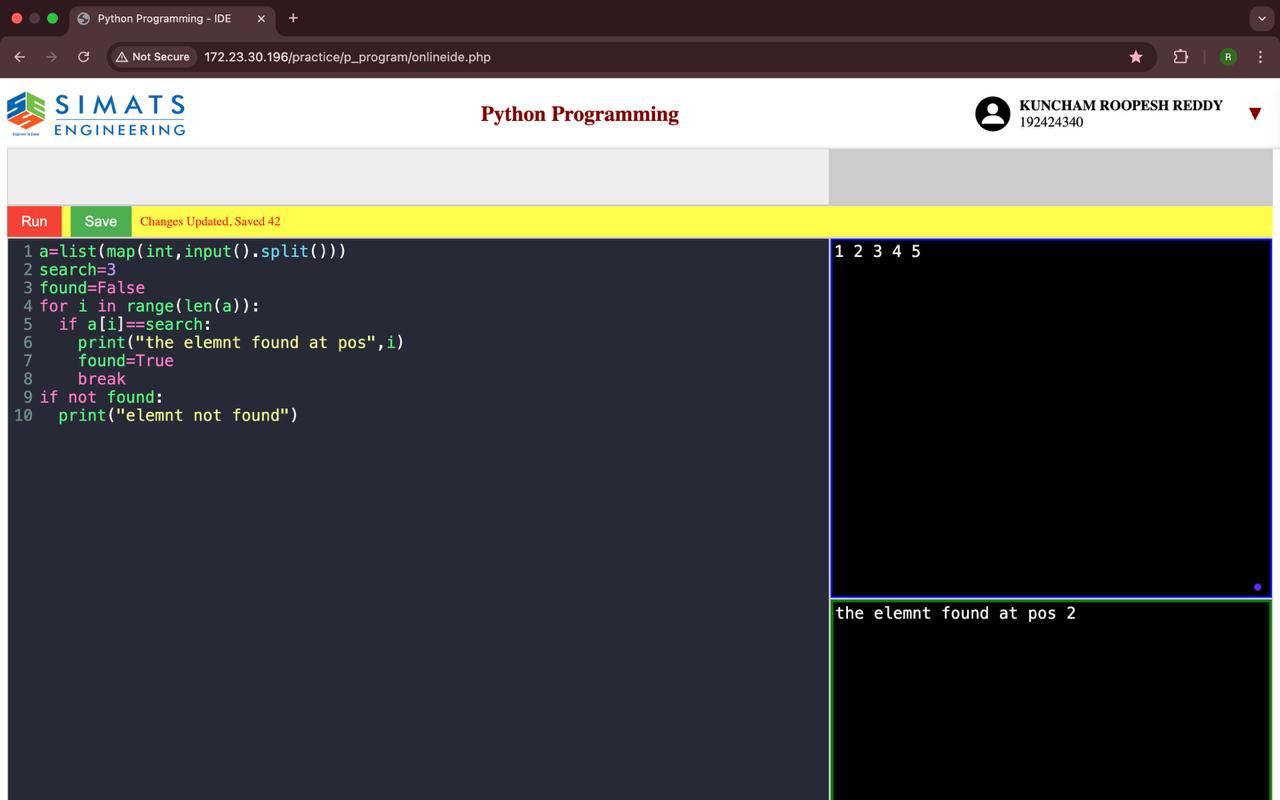 Python Programming - IDE
Not Secure 172.23.30.196/practice/p_program/onlineide.php
R
SIMATS
ENGINEERING
Engineer to Excel
Python Programming
KUNCHAM ROOPESH REDDY
192424340
Run Save Changes Updated, Saved 42
1 a=list(map(int,input().split()))
2 search=3
3 found=False
4 for i in range(len(a)):
5   if a[i]==search:
6     print("the elemnt found at pos",i)
7     found=True
8     break
9 if not found:
10   print("elemnt not found")
1 2 3 4 5
the elemnt found at pos 2